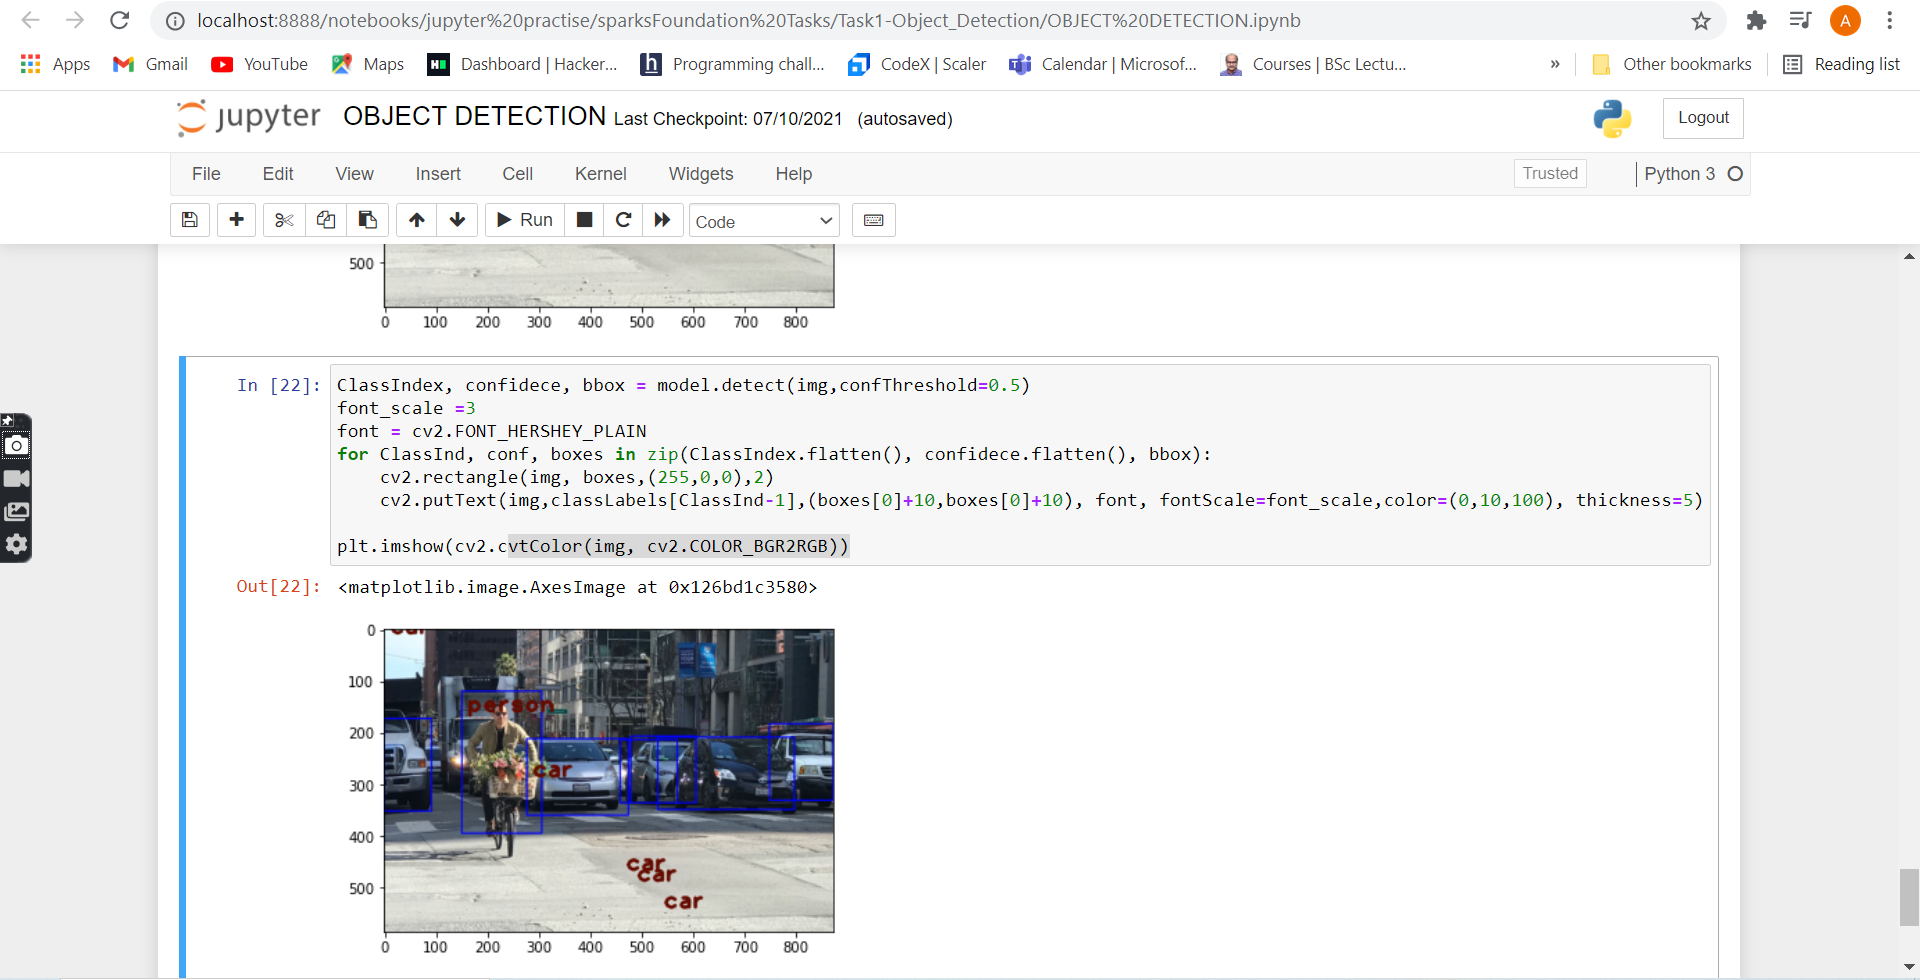 localhost:8888/notebooks/jupyter%20practise/sparksFoundation%20Tasks/Task1-Object_Detection/OBJECT%20DETECTION.ipynb
A
Apps Gmail YouTube Maps Dashboard | Hacker... Programming chall... CodeX | Scaler Calendar | Microsof... Courses | BSc Lectu... » Other bookmarks Reading list
jupyter OBJECT DETECTION Last Checkpoint: 07/10/2021 (autosaved) Logout
File Edit View Insert Cell Kernel Widgets Help Trusted Python 3
Run Code
500
0 100 200 300 400 500 600 700 800
In [22]: ClassIndex, confidece, bbox = model.detect(img,confThreshold=0.5)
font_scale =3
font = cv2.FONT_HERSHEY_PLAIN
for ClassInd, conf, boxes in zip(ClassIndex.flatten(), confidece.flatten(), bbox):
    cv2.rectangle(img, boxes,(255,0,0),2)
    cv2.putText(img,classLabels[ClassInd-1],(boxes[0]+10,boxes[0]+10), font, fontScale=font_scale,color=(0,10,100), thickness=5)
plt.imshow(cv2.cvtColor(img, cv2.COLOR_BGR2RGB))
Out[22]: <matplotlib.image.AxesImage at 0x126bd1c3580>
0
100
person
200
car
300
400
car
car
500
car
0 100 200 300 400 500 600 700 800